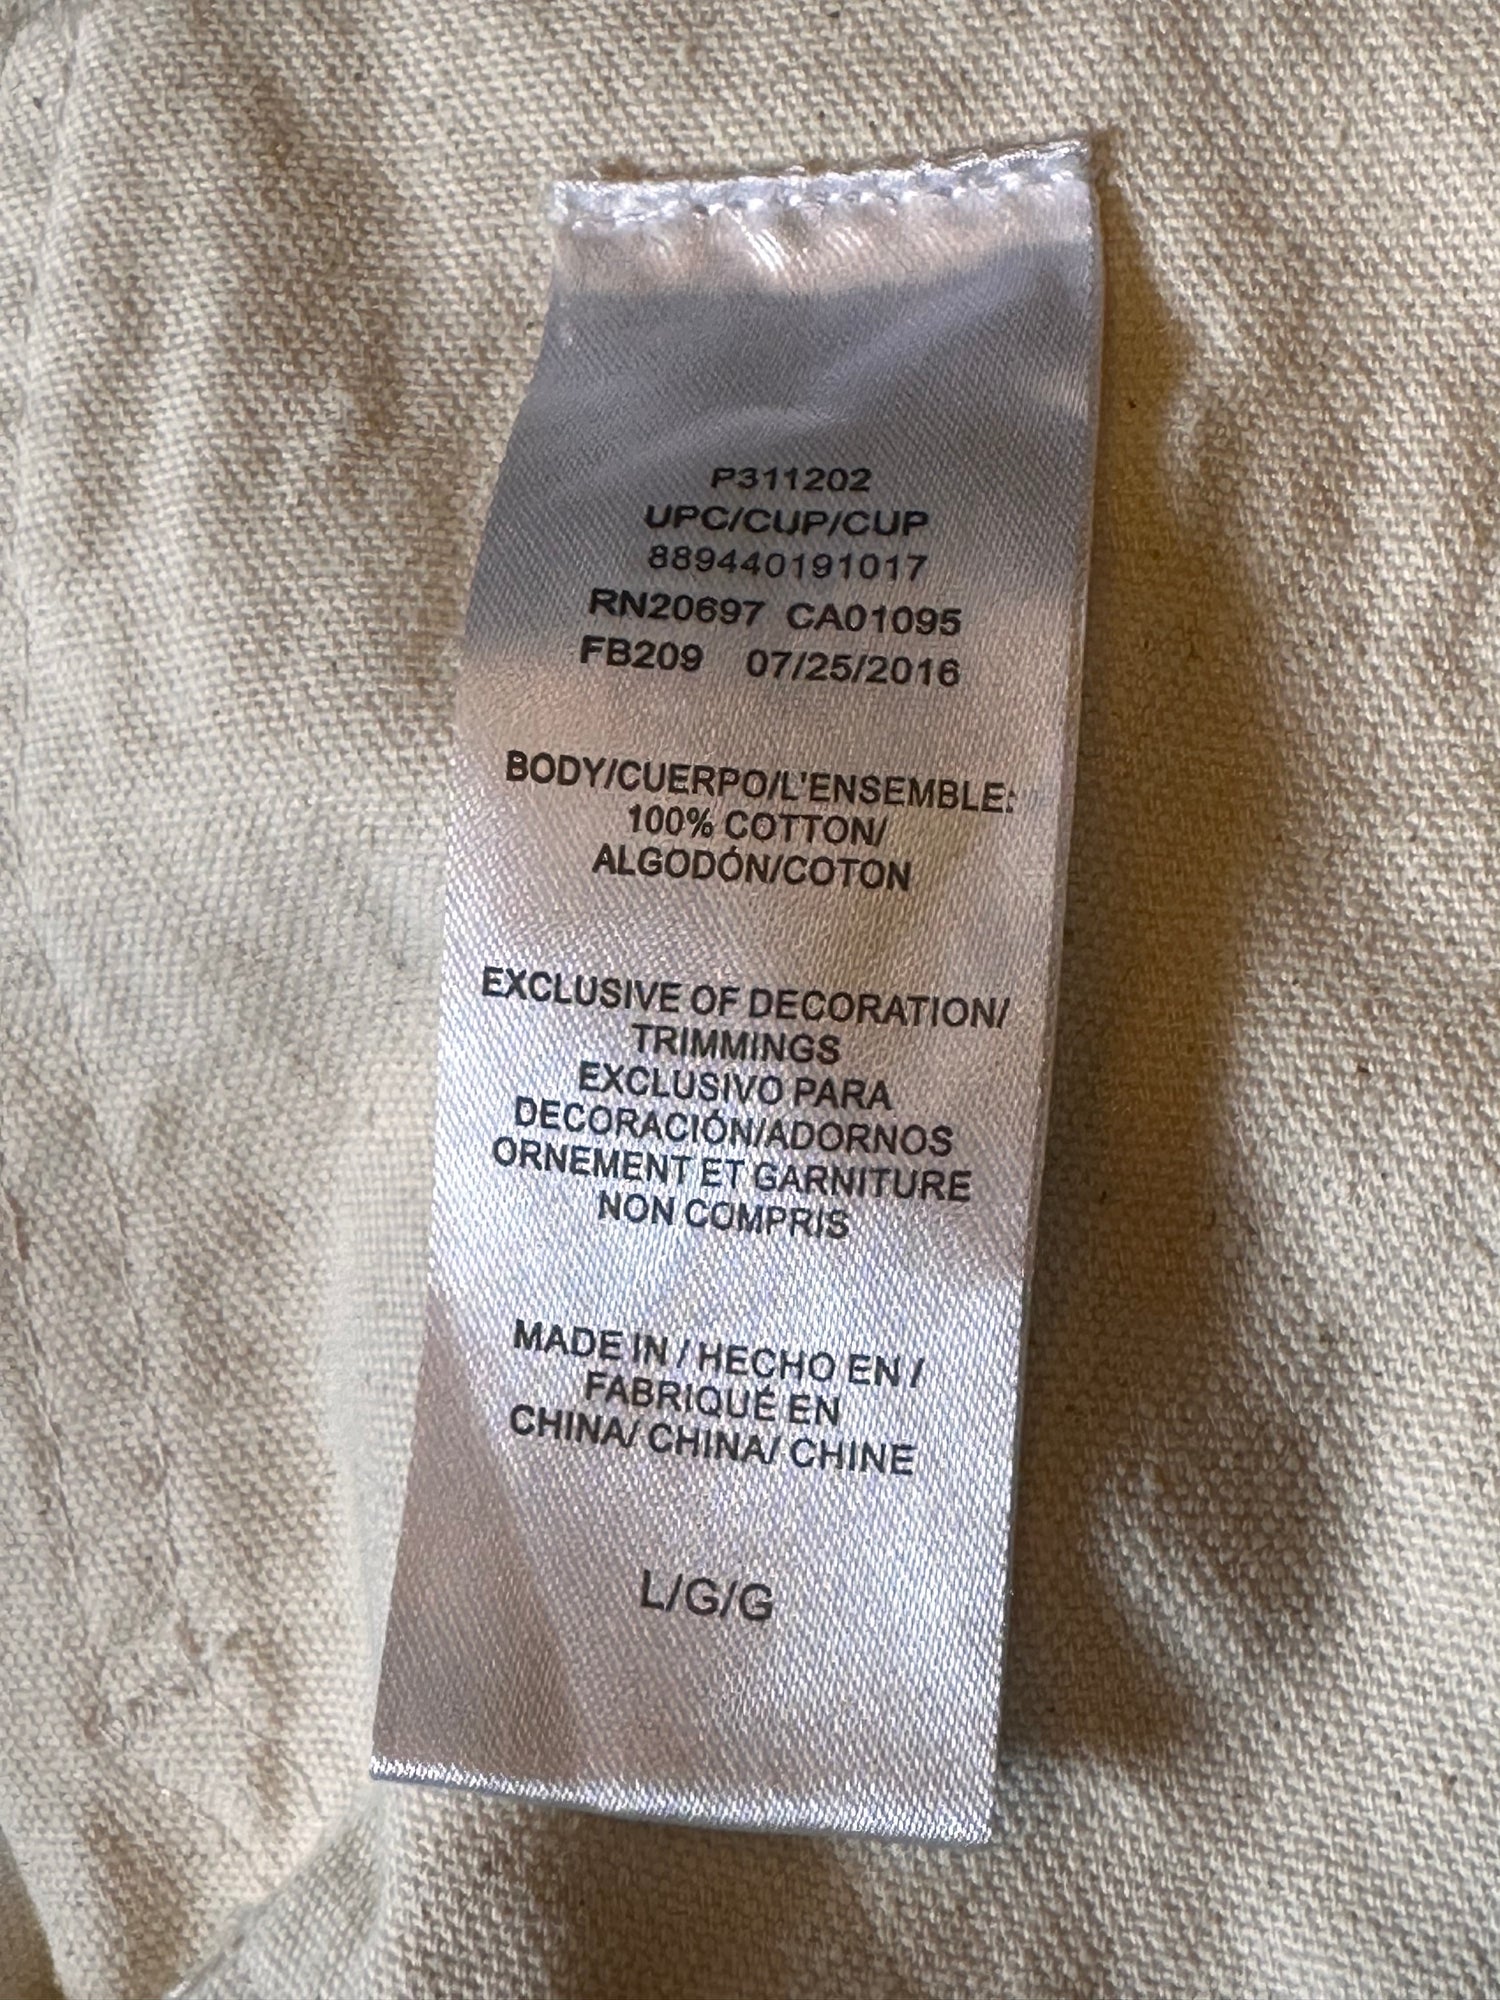 P311202
UPC/CUP/CUP
889440191017
RN20697 CA01095
FB209 07/25/2016
BODY/CUERPO/L'ENSEMBLE:
100% COTTON/
ALGODÓN/COTON
EXCLUSIVE OF DECORATION/
TRIMMINGS
EXCLUSIVO PARA
DECORACIÓN/ADORNOS
ORNEMENT ET GARNITURE
NON COMPRIS
MADE IN / HECHO EN /
FABRIQUÉ EN
CHINA/ CHINA/ CHINE
L/G/G